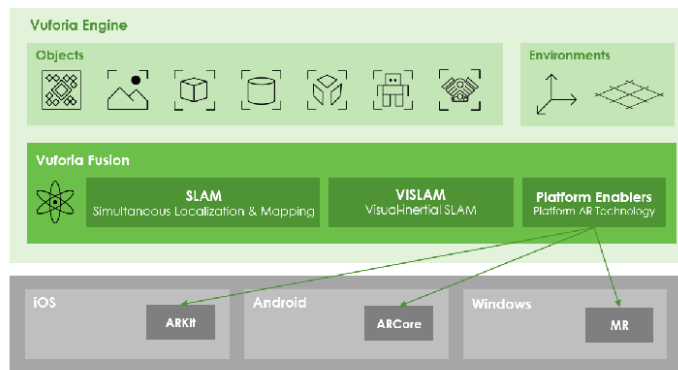 Vuforia Engine
Objects
Environments
Vuforia Fusion
SLAM
Simultaneous Localization & Mapping
VISLAM
Visual-inertial SLAM
Platform Enablers
Platform AR Technology
iOS
ARKit
Android
ARCore
Windows
MR